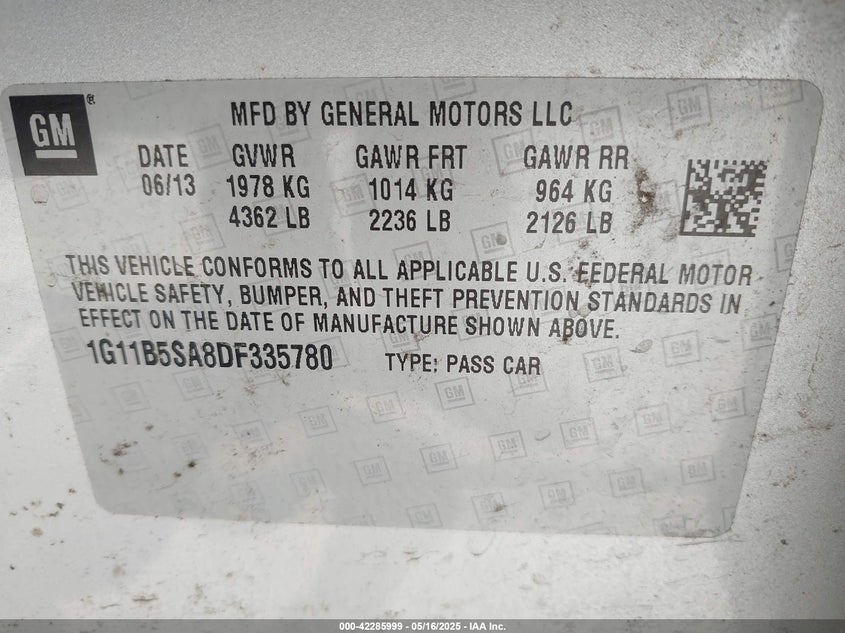 GM®
MFD BY GENERAL MOTORS LLC
DATE GVWR GAWR FRT GAWR RR
06/13 1978 KG 1014 KG 964 KG
4362 LB 2236 LB 2126 LB
THIS VEHICLE CONFORMS TO ALL APPLICABLE U.S. FEDERAL MOTOR
VEHICLE SAFETY, BUMPER, AND THEFT PREVENTION STANDARDS IN
EFFECT ON THE DATE OF MANUFACTURE SHOWN ABOVE.
1G11B5SA8DF335780 TYPE: PASS CAR
000-42285999 — 05/16/2025 - IAA Inc.